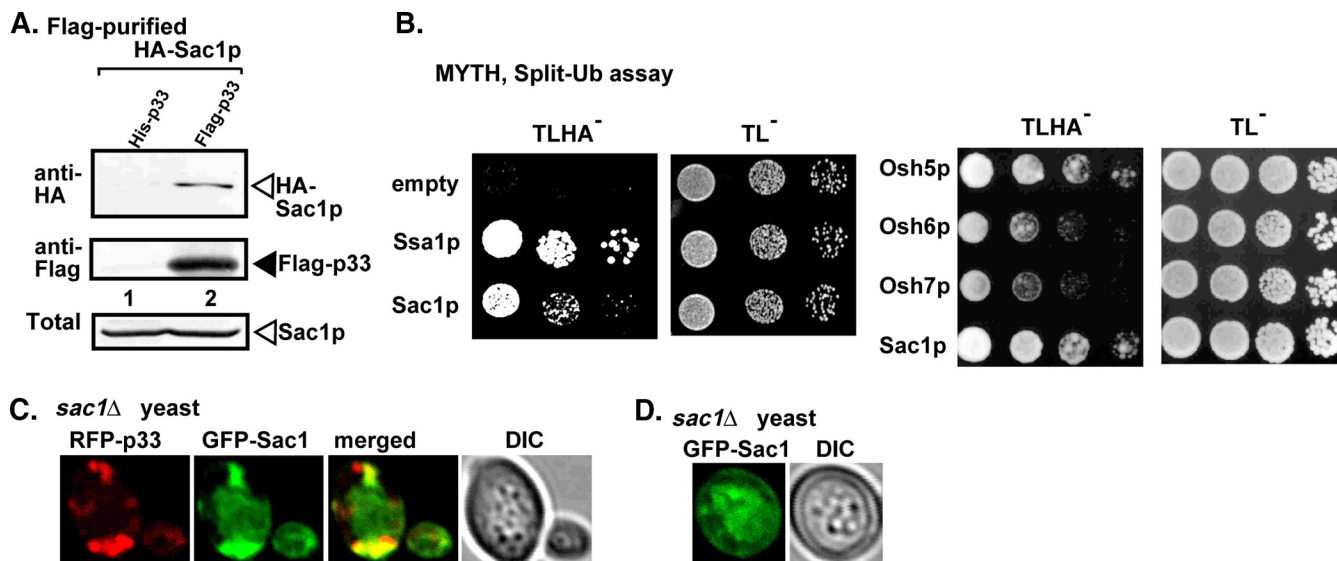 A. Flag-purified
HA-Sac1p
His-p33
Flag-p33
anti-HA
HA-Sac1p
anti-Flag
Flag-p33
1 2
Total
Sac1p
B.
MYTH, Split-Ub assay
TLHA⁻ TL⁻
empty
Ssa1p
Sac1p
TLHA⁻ TL⁻
Osh5p
Osh6p
Osh7p
Sac1p
C. sac1Δ yeast
RFP-p33 GFP-Sac1 merged DIC
D. sac1Δ yeast
GFP-Sac1 DIC